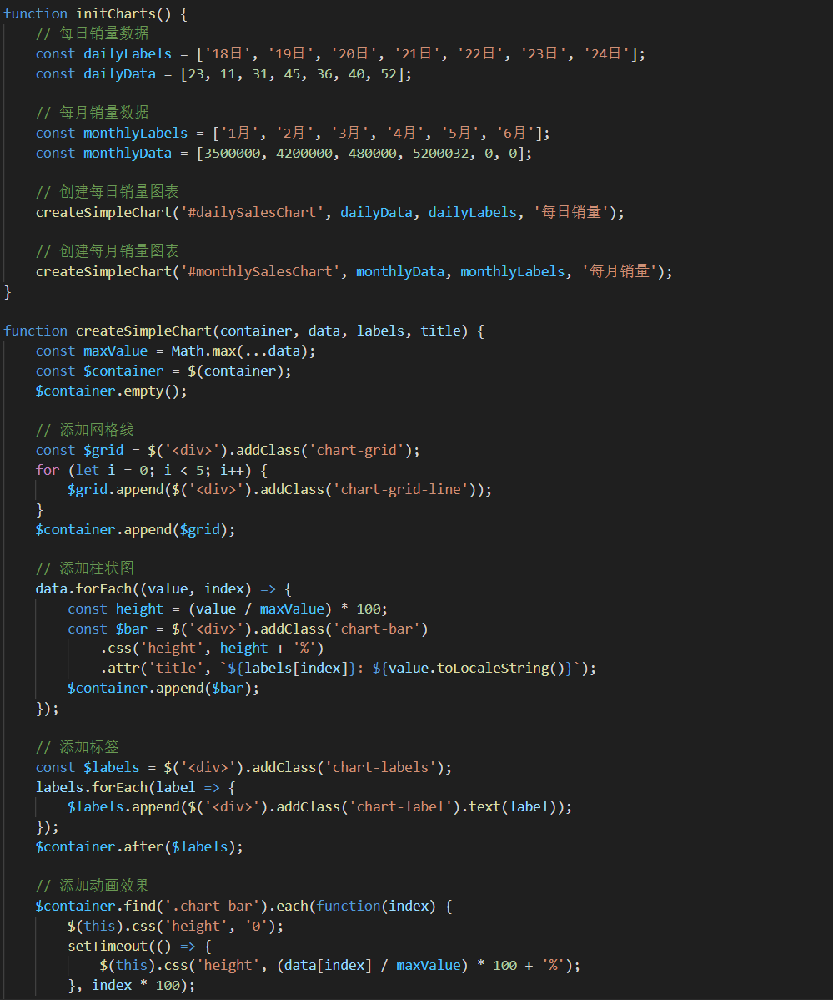 function initCharts() {
    // 每日销量数据
    const dailyLabels = ['18日', '19日', '20日', '21日', '22日', '23日', '24日'];
    const dailyData = [23, 11, 31, 45, 36, 40, 52];

    // 每月销量数据
    const monthlyLabels = ['1月', '2月', '3月', '4月', '5月', '6月'];
    const monthlyData = [3500000, 4200000, 480000, 5200032, 0, 0];

    // 创建每日销量图表
    createSimpleChart('#dailySalesChart', dailyData, dailyLabels, '每日销量');

    // 创建每月销量图表
    createSimpleChart('#monthlySalesChart', monthlyData, monthlyLabels, '每月销量');
}

function createSimpleChart(container, data, labels, title) {
    const maxValue = Math.max(...data);
    const $container = $(container);
    $container.empty();

    // 添加网格线
    const $grid = $('<div>').addClass('chart-grid');
    for (let i = 0; i < 5; i++) {
        $grid.append($('<div>').addClass('chart-grid-line'));
    }
    $container.append($grid);

    // 添加柱状图
    data.forEach((value, index) => {
        const height = (value / maxValue) * 100;
        const $bar = $('<div>').addClass('chart-bar')
            .css('height', height + '%')
            .attr('title', `${labels[index]}: ${value.toLocaleString()}`);
        $container.append($bar);
    });

    // 添加标签
    const $labels = $('<div>').addClass('chart-labels');
    labels.forEach(label => {
        $labels.append($('<div>').addClass('chart-label').text(label));
    });
    $container.after($labels);

    // 添加动画效果
    $container.find('.chart-bar').each(function(index) {
        $(this).css('height', '0');
        setTimeout(() => {
            $(this).css('height', (data[index] / maxValue) * 100 + '%');
        }, index * 100);